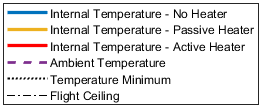 Internal Temperature - No Heater
Internal Temperature - Passive Heater
Internal Temperature - Active Heater
Ambient Temperature
Temperature Minimum
Flight Ceiling